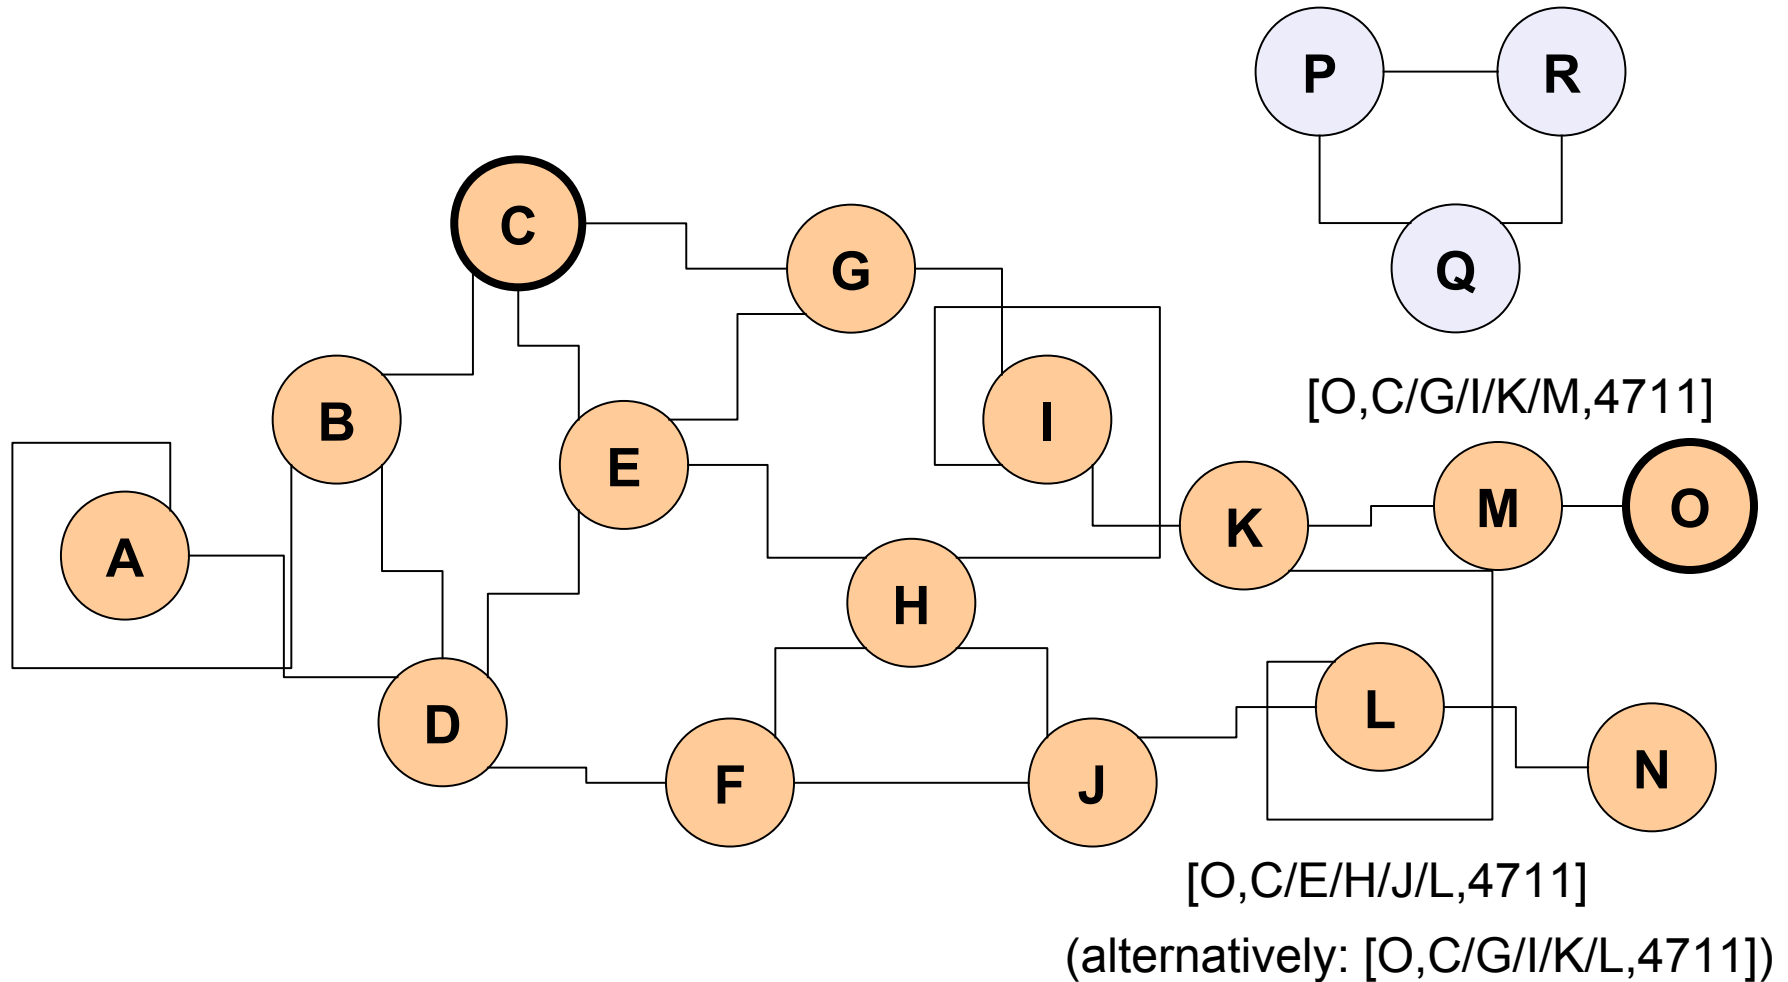 P
R
C
G
Q
[O,C/G/I/K/M,4711]
B
I
E
M
O
K
A
H
L
D
N
F
J
[O,C/E/H/J/L,4711]
(alternatively: [O,C/G/I/K/L,4711])